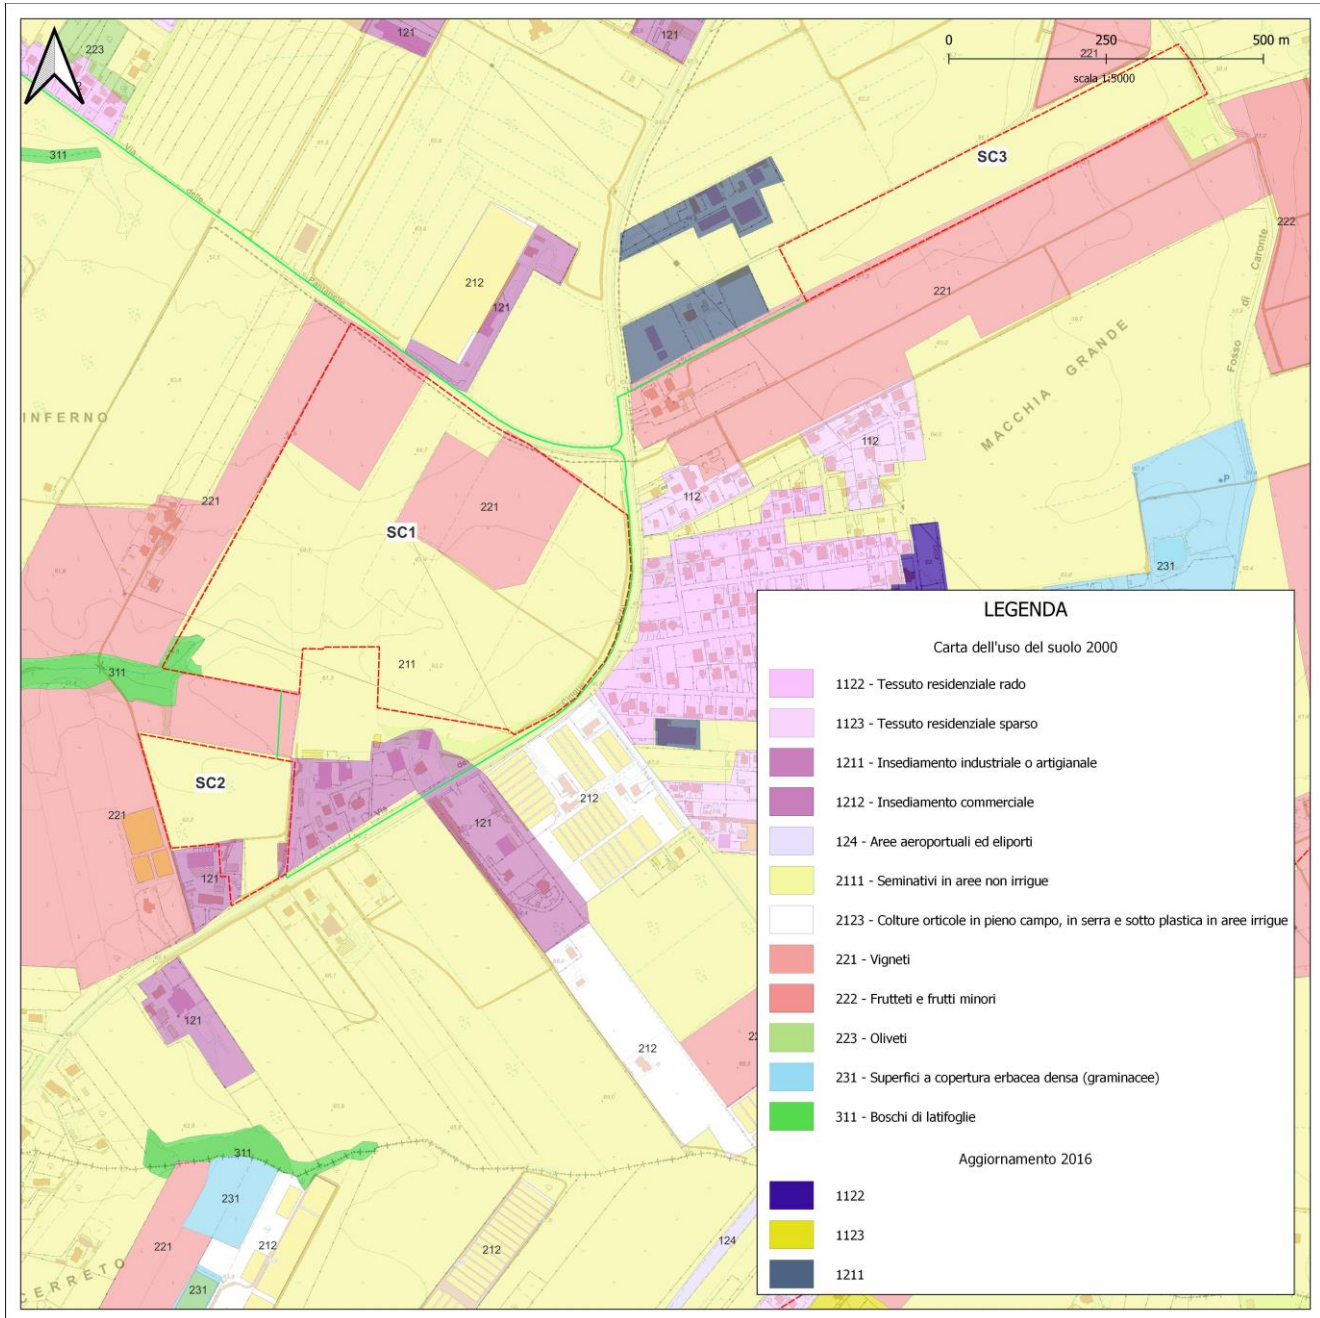 223
121
121
0 250 500 m
scala 1:5000
221
311
Via
delle
SC3
222
212
121
221
Fosso di Caronte
MACCHIA GRANDE
INFERNO
112
112
221
221
SC1
231
P
211
311
SC2
221
121
121
212
121
212
311
231
221
212
231
212
124
CERRETO
LEGENDA
Carta dell'uso del suolo 2000
1122 - Tessuto residenziale rado
1123 - Tessuto residenziale sparso
1211 - Insediamento industriale o artigianale
1212 - Insediamento commerciale
124 - Aree aeroportuali ed eliporti
2111 - Seminativi in aree non irrigue
2123 - Colture orticole in pieno campo, in serra e sotto plastica in aree irrigue
221 - Vigneti
222 - Frutteti e frutti minori
223 - Oliveti
231 - Superfici a copertura erbacea densa (graminacee)
311 - Boschi di latifoglie
Aggiornamento 2016
1122
1123
1211